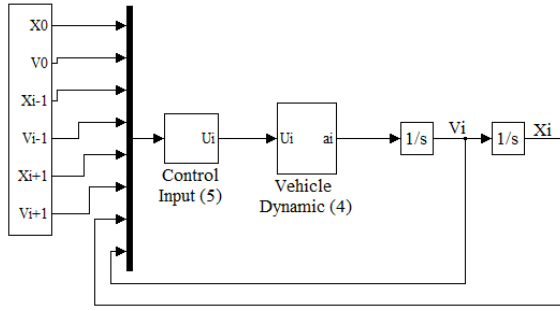 X0
V0
Xi-1
Vi-1
Xi+1
Vi+1
Ui
Control
Input (5)
Ui
ai
Vehicle
Dynamic (4)
1/s
Vi
1/s
Xi